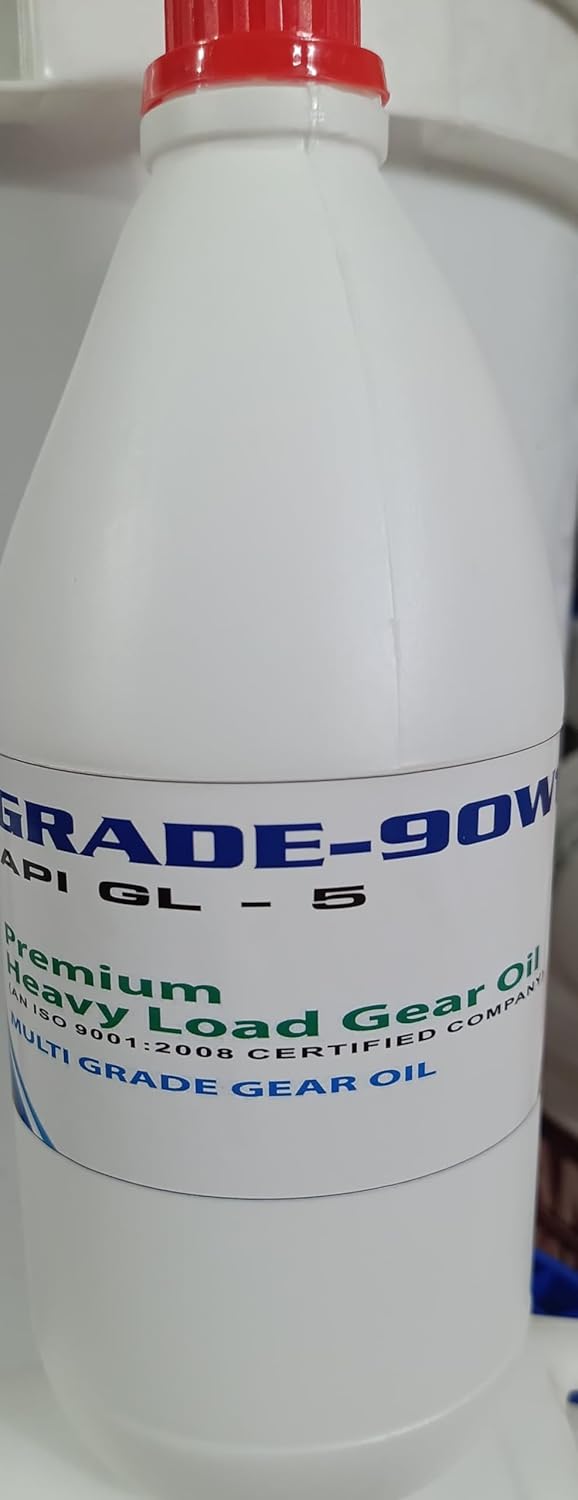 GRADE-90W
API GL - 5
Premium
Heavy Load Gear Oil
(AN ISO 9001:2008 CERTIFIED COMPANY)
MULTI GRADE GEAR OIL